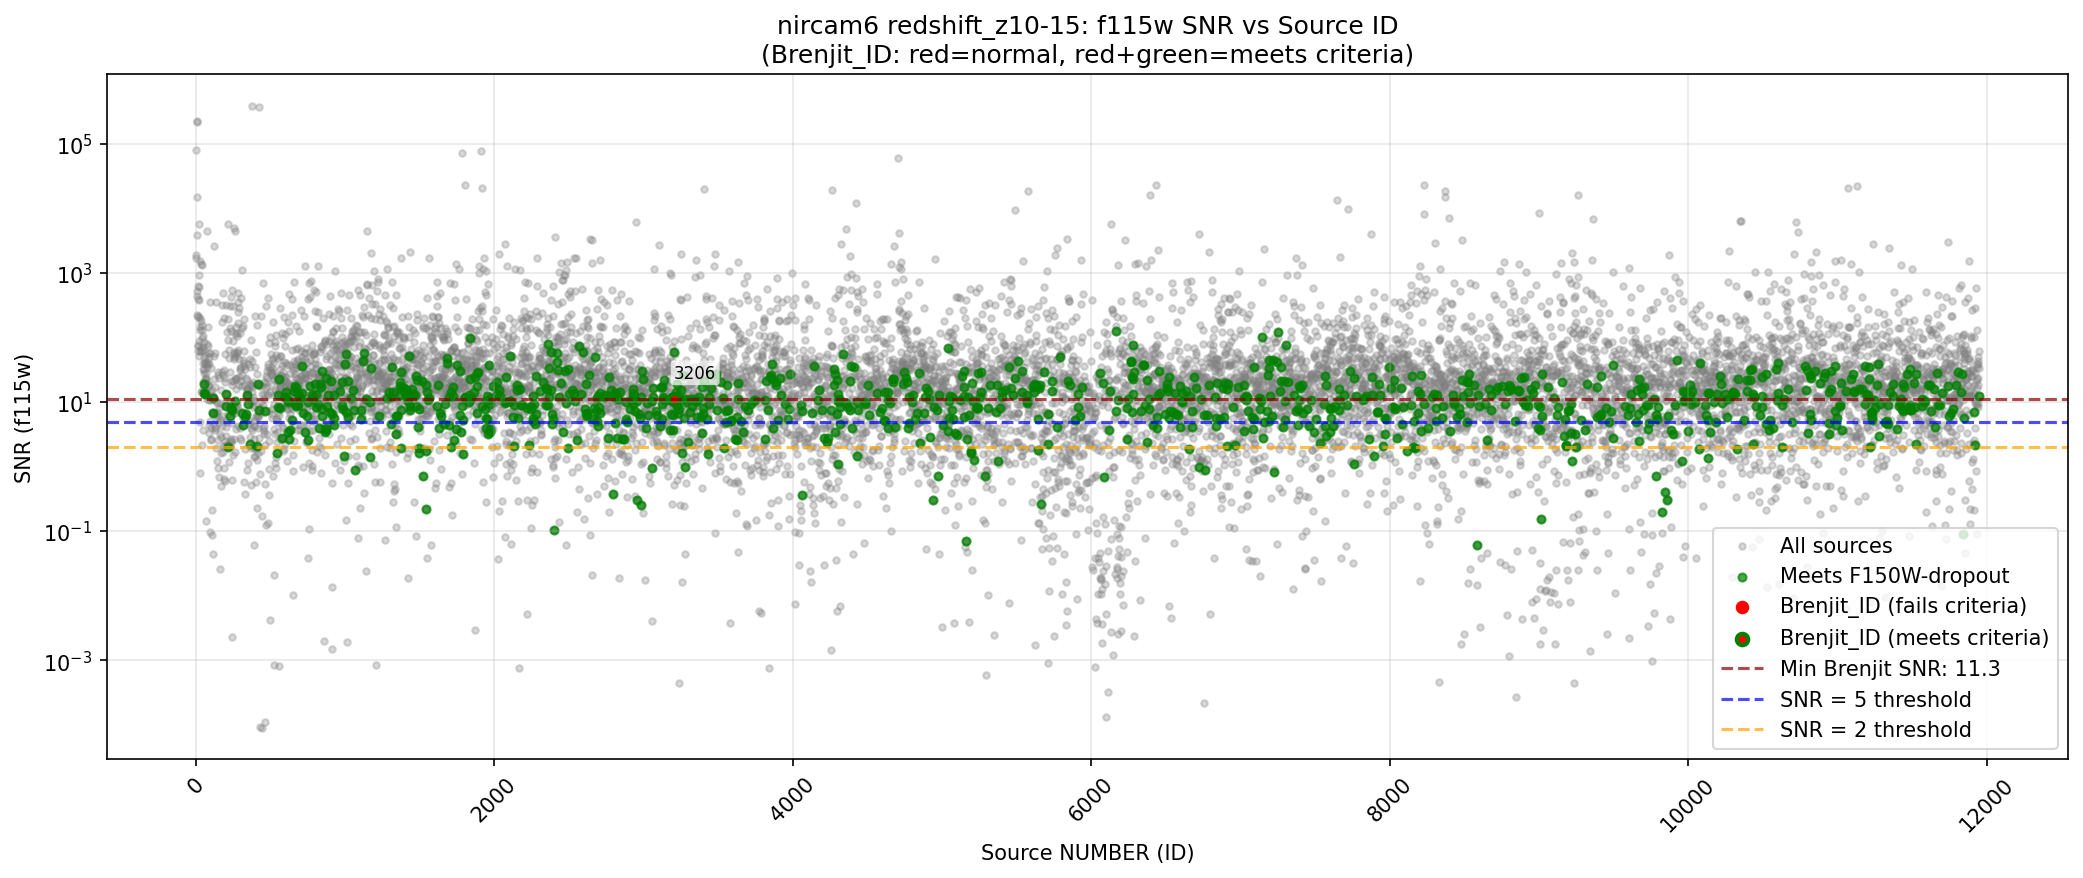 nircam6 redshift_z10-15: f115w SNR vs Source ID
(Brenjit_ID: red=normal, red+green=meets criteria)
SNR (f115w)
10^5
10^3
10^1
10^-1
10^-3
3206
All sources
Meets F150W-dropout
Brenjit_ID (fails criteria)
Brenjit_ID (meets criteria)
Min Brenjit SNR: 11.3
SNR = 5 threshold
SNR = 2 threshold
0
2000
4000
6000
8000
10000
12000
Source NUMBER (ID)